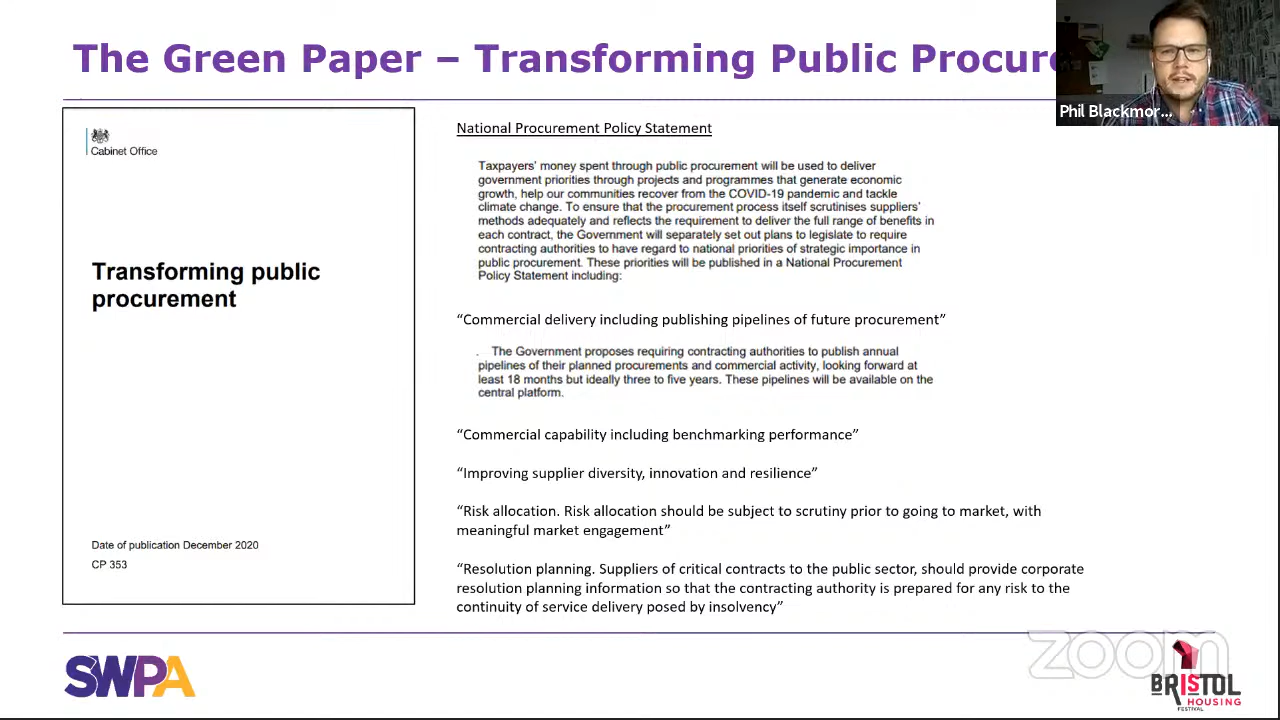 The Green Paper – Transforming Public Procure
Phil Blackmor...
Cabinet Office
Transforming public
procurement
Date of publication December 2020
CP 353
National Procurement Policy Statement
Taxpayers' money spent through public procurement will be used to deliver
government priorities through projects and programmes that generate economic
growth, help our communities recover from the COVID-19 pandemic and tackle
climate change. To ensure that the procurement process itself scrutinises suppliers'
methods adequately and reflects the requirement to deliver the full range of benefits in
each contract, the Government will separately set out plans to legislate to require
contracting authorities to have regard to national priorities of strategic importance in
public procurement. These priorities will be published in a National Procurement
Policy Statement including:
“Commercial delivery including publishing pipelines of future procurement”
. The Government proposes requiring contracting authorities to publish annual
pipelines of their planned procurements and commercial activity, looking forward at
least 18 months but ideally three to five years. These pipelines will be available on the
central platform.
“Commercial capability including benchmarking performance”
“Improving supplier diversity, innovation and resilience”
“Risk allocation. Risk allocation should be subject to scrutiny prior to going to market, with
meaningful market engagement”
“Resolution planning. Suppliers of critical contracts to the public sector, should provide corporate
resolution planning information so that the contracting authority is prepared for any risk to the
continuity of service delivery posed by insolvency”
SWPA
zoom
BRISTOL
HOUSING
FESTIVAL